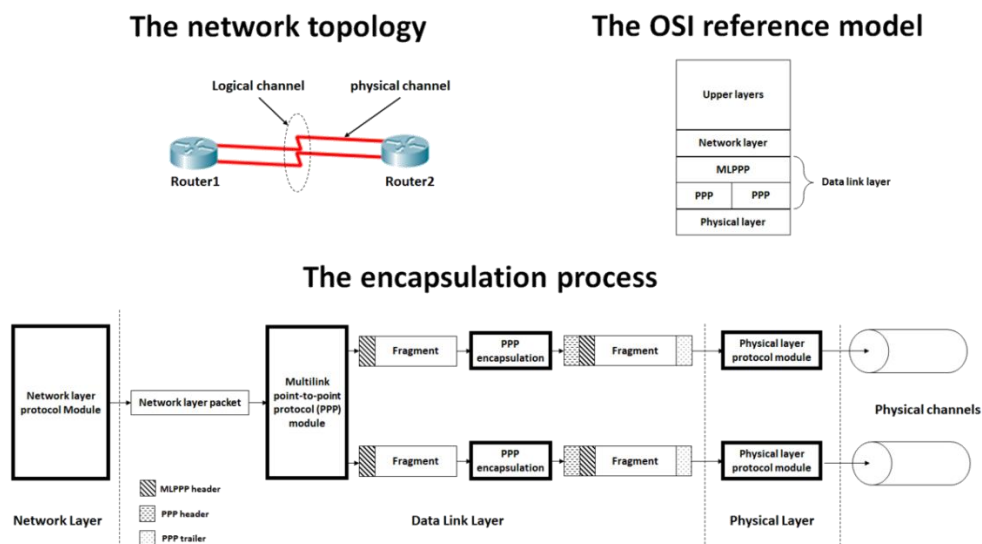 The network topology
The OSI reference model
Logical channel
physical channel
Router1
Router2
Upper layers
Network layer
MLPPP
PPP
PPP
Physical layer
Data link layer
The encapsulation process
Network layer
protocol Module
Network layer packet
Multilink
point-to-point
protocol (PPP)
module
Fragment
PPP
encapsulation
Fragment
Physical layer
protocol module
Fragment
PPP
encapsulation
Fragment
Physical layer
protocol module
Physical channels
MLPPP header
PPP header
PPP trailer
Network Layer
Data Link Layer
Physical Layer